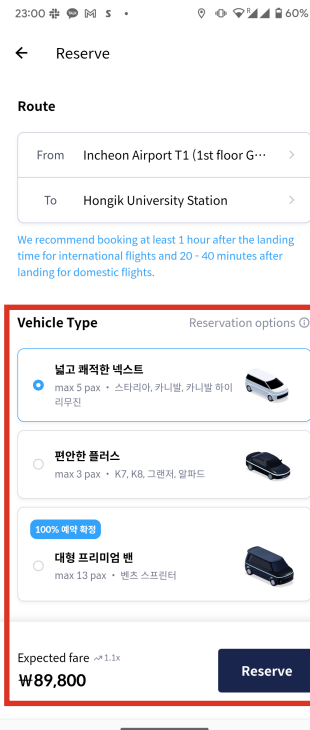 23:00
60%
Reserve
Route
From Incheon Airport T1 (1st floor G···
To Hongik University Station
We recommend booking at least 1 hour after the landing
time for international flights and 20 - 40 minutes after
landing for domestic flights.
Vehicle Type Reservation options
넓고 쾌적한 넥스트
max 5 pax • 스타리아, 카니발, 카니발 하이
리무진
편안한 플러스
max 3 pax • K7, K8, 그랜저, 알파드
100% 예약 확정
대형 프리미엄 밴
max 13 pax • 벤츠 스프린터
Expected fare 1.1x
₩89,800
Reserve